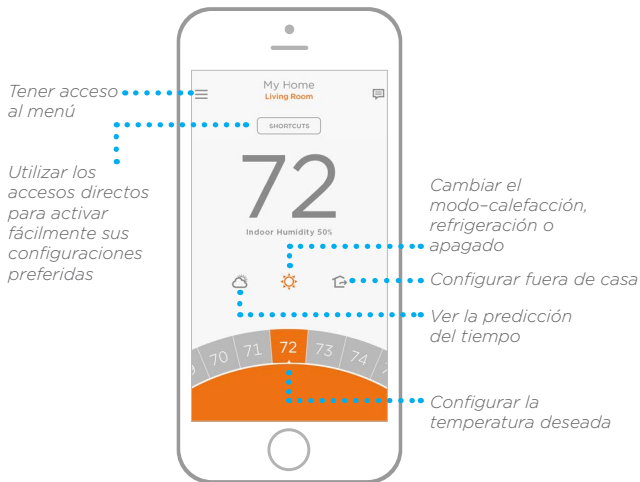 Tener acceso
al menú
Utilizar los
accesos directos
para activar
fácilmente sus
configuraciones
preferidas
My Home
Living Room
SHORTCUTS
72
Indoor Humidity 50%
70 71 72 73 74
Cambiar el
modo–calefacción,
refrigeración o
apagado
Configurar fuera de casa
Ver la predicción
del tiempo
Configurar la
temperatura deseada